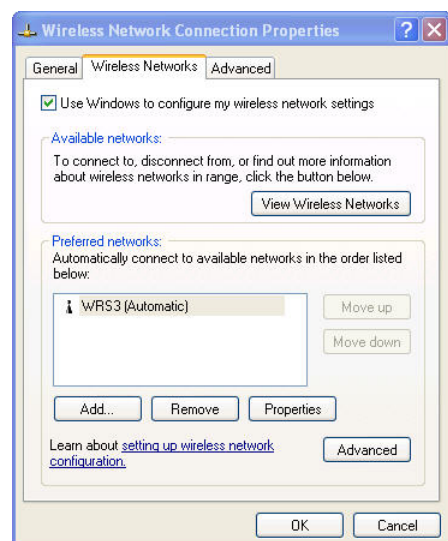 Wireless Network Connection Properties
General Wireless Networks Advanced
Use Windows to configure my wireless network settings
Available networks:
To connect to, disconnect from, or find out more information
about wireless networks in range, click the button below.
View Wireless Networks
Preferred networks:
Automatically connect to available networks in the order listed
below:
WRS3 (Automatic)
Move up
Move down
Add... Remove Properties
Learn about setting up wireless network
configuration.
Advanced
OK Cancel